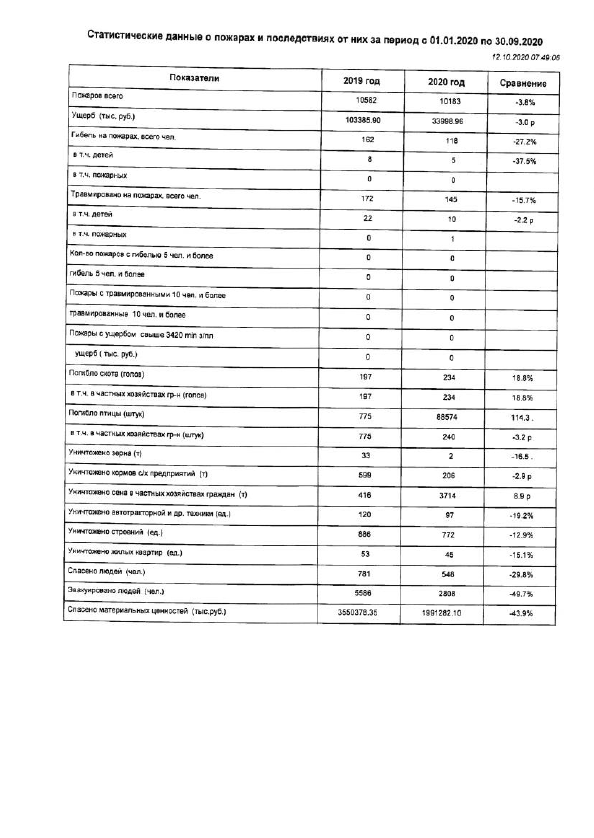 Статистические данные о пожарах и последствиях от них за период с 01.01.2020 по 30.09.2020
12.10.2020 07:49:06
Показатели 2019 год 2020 год Сравнение
Пожаров всего 10582 10183 -3.8%
Ущерб (тыс. руб.) 103385.90 33998.96 -3.0 р
Гибель на пожарах, всего чел. 162 118 -27.2%
в т.ч. детей 8 5 -37.5%
в т.ч. пожарных 0 0
Травмировано на пожарах, всего чел. 172 145 -15.7%
в т.ч. детей 22 10 -2.2 р
в т.ч. пожарных 0 1
Кол-во пожаров с гибелью 5 чел. и более 0 0
гибель 5 чел. и более 0 0
Пожары с травмированными 10 чел. и более 0 0
травмированные 10 чел. и более 0 0
Пожары с ущербом свыше 3420 min з/пл 0 0
ущерб ( тыс. руб.) 0 0
Погибло скота (голов) 197 234 18.8%
в т.ч. в частных хозяйствах гр-н (голов) 197 234 18.8%
Погибло птицы (штук) 775 88574 114.3 .
в т.ч. в частных хозяйствах гр-н (штук) 775 240 -3.2 р
Уничтожено зерна (т) 33 2 -16.5 .
Уничтожено кормов с/х предприятий (т) 599 206 -2.9 р
Уничтожено сена в частных хозяйствах граждан (т) 416 3714 8.9 р
Уничтожено автотракторной и др. техники (ед.) 120 97 -19.2%
Уничтожено строений (ед.) 886 772 -12.9%
Уничтожено жилых квартир (ед.) 53 45 -15.1%
Спасено людей (чел.) 781 548 -29.8%
Эвакуировано людей (чел.) 5586 2808 -49.7%
Спасено материальных ценностей (тыс.руб.) 3550378.35 1991282.10 -43.9%